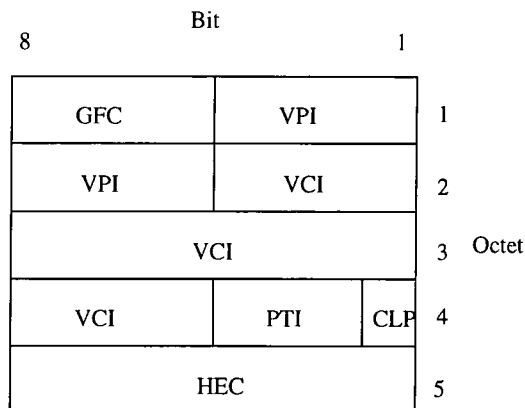 Bit
8 1
GFC VPI 1
VPI VCI 2
VCI 3 Octet
VCI PTI CLP 4
HEC 5